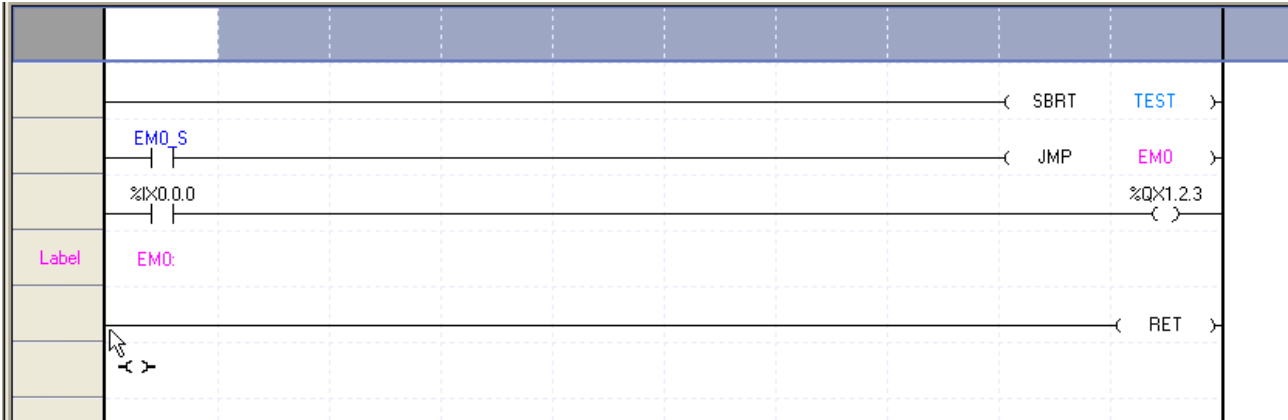 SBRT TEST
EM0_S
JMP EM0
%IX0.0.0 %QX1.2.3
Label EM0:
RET